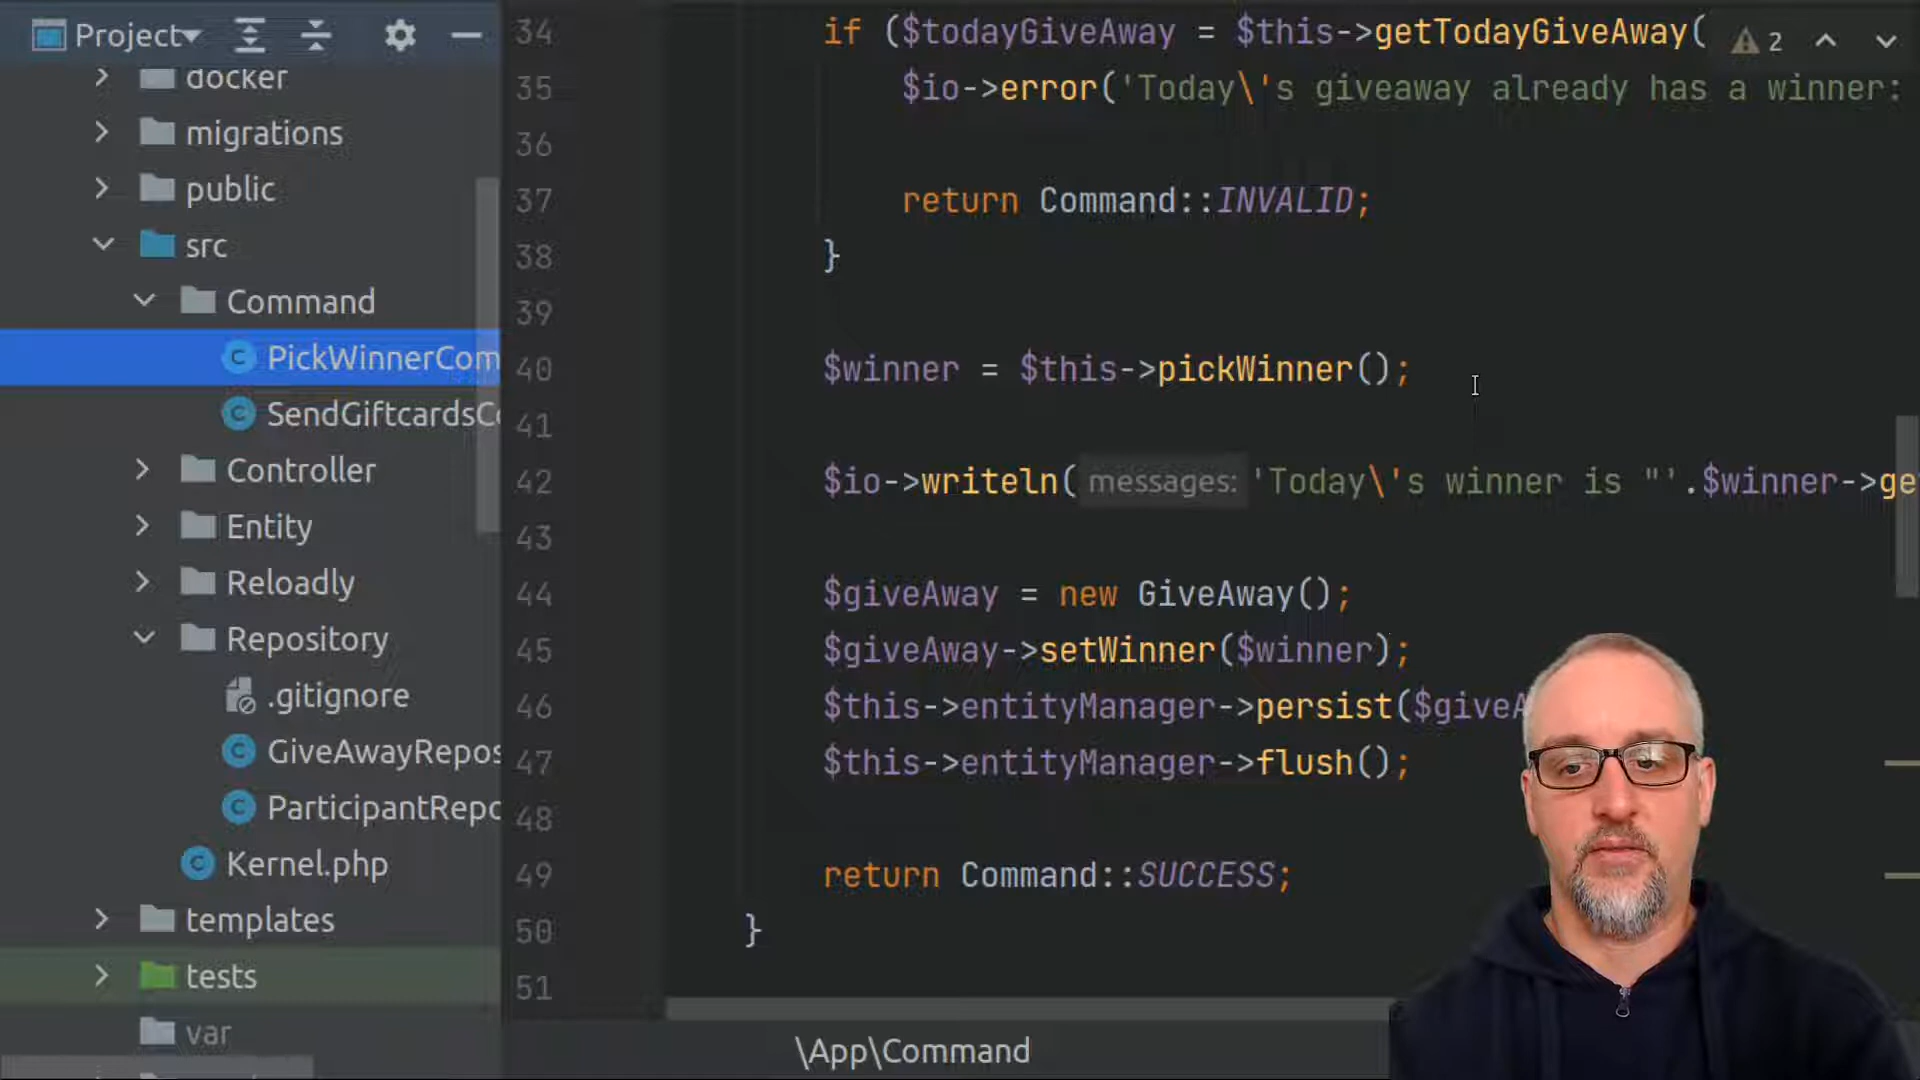 Project
docker
migrations
public
src
Command
PickWinnerCom
SendGiftcardsC
Controller
Entity
Reloadly
Repository
.gitignore
GiveAwayRepos
ParticipantRepo
Kernel.php
templates
tests
var
2
34 if ($todayGiveAway = $this->getTodayGiveAway(
35 $io->error('Today\'s giveaway already has a winner:
36
37 return Command::INVALID;
38 }
39
40 $winner = $this->pickWinner();
41
42 $io->writeln( messages: 'Today\'s winner is "'.$winner->ge
43
44 $giveAway = new GiveAway();
45 $giveAway->setWinner($winner);
46 $this->entityManager->persist($giveA
47 $this->entityManager->flush();
48
49 return Command::SUCCESS;
50 }
51
\App\Command